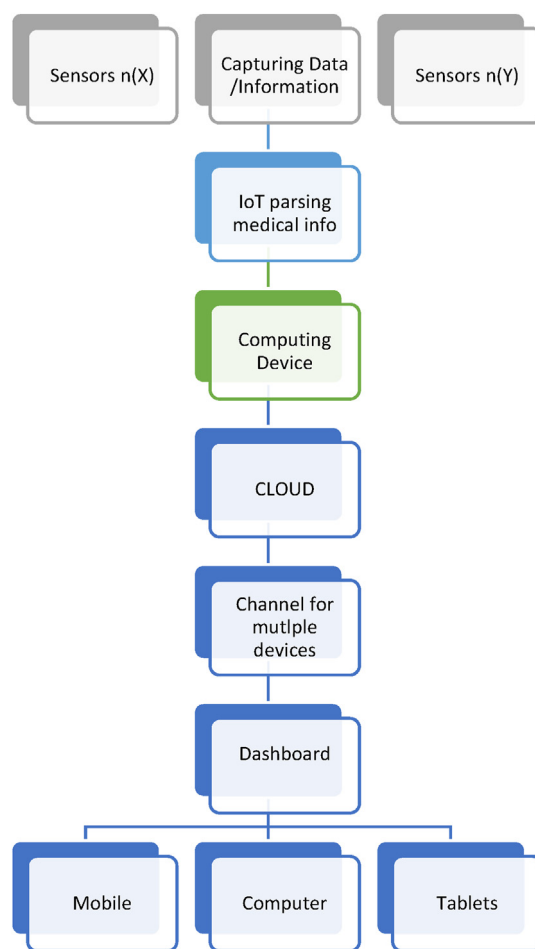 Sensors n(X)
Capturing Data
/Information
Sensors n(Y)
IoT parsing
medical info
Computing
Device
CLOUD
Channel for
mutlple
devices
Dashboard
Mobile
Computer
Tablets